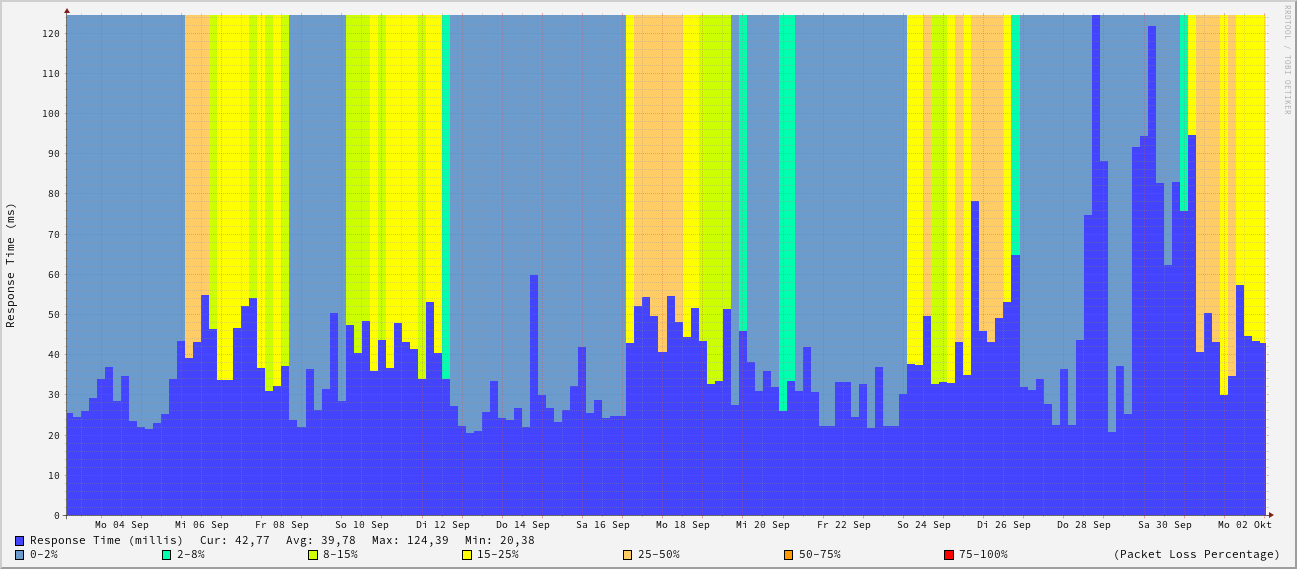 RRDTOOL / TOBI OETIKER
Response Time (ms)
120
110
100
90
80
70
60
50
40
30
20
10
0
Mo 04 Sep Mi 06 Sep Fr 08 Sep So 10 Sep Di 12 Sep Do 14 Sep Sa 16 Sep Mo 18 Sep Mi 20 Sep Fr 22 Sep So 24 Sep Di 26 Sep Do 28 Sep Sa 30 Sep Mo 02 Okt
Response Time (millis) Cur: 42,77 Avg: 39,78 Max: 124,39 Min: 20,38
0-2% 2-8% 8-15% 15-25% 25-50% 50-75% 75-100% (Packet Loss Percentage)